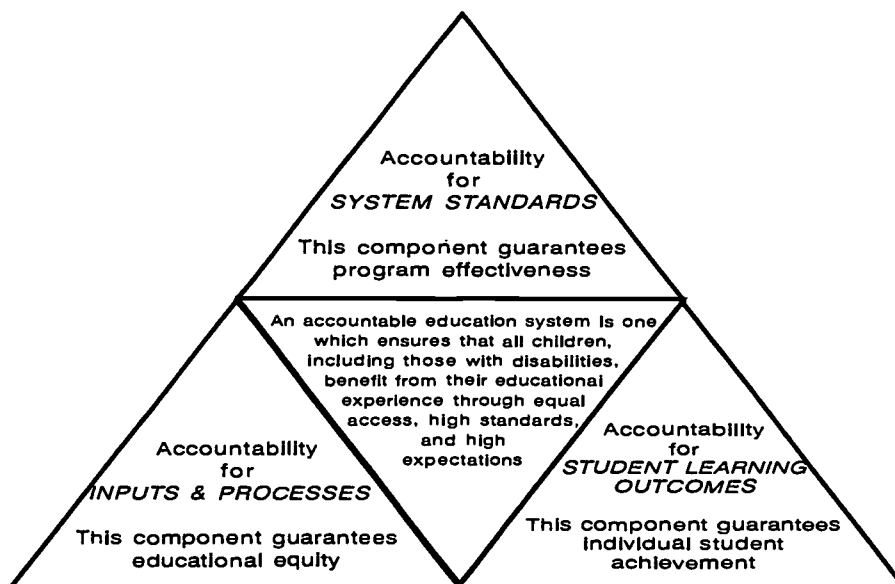 Accountability
for
SYSTEM STANDARDS
This component guarantees
program effectiveness
An accountable education system is one
which ensures that all children,
including those with disabilities,
benefit from their educational
experience through equal
access, high standards,
and high
expectations
Accountability
for
INPUTS & PROCESSES
This component guarantees
educational equity
Accountability
for
STUDENT LEARNING
OUTCOMES
This component guarantees
individual student
achievement